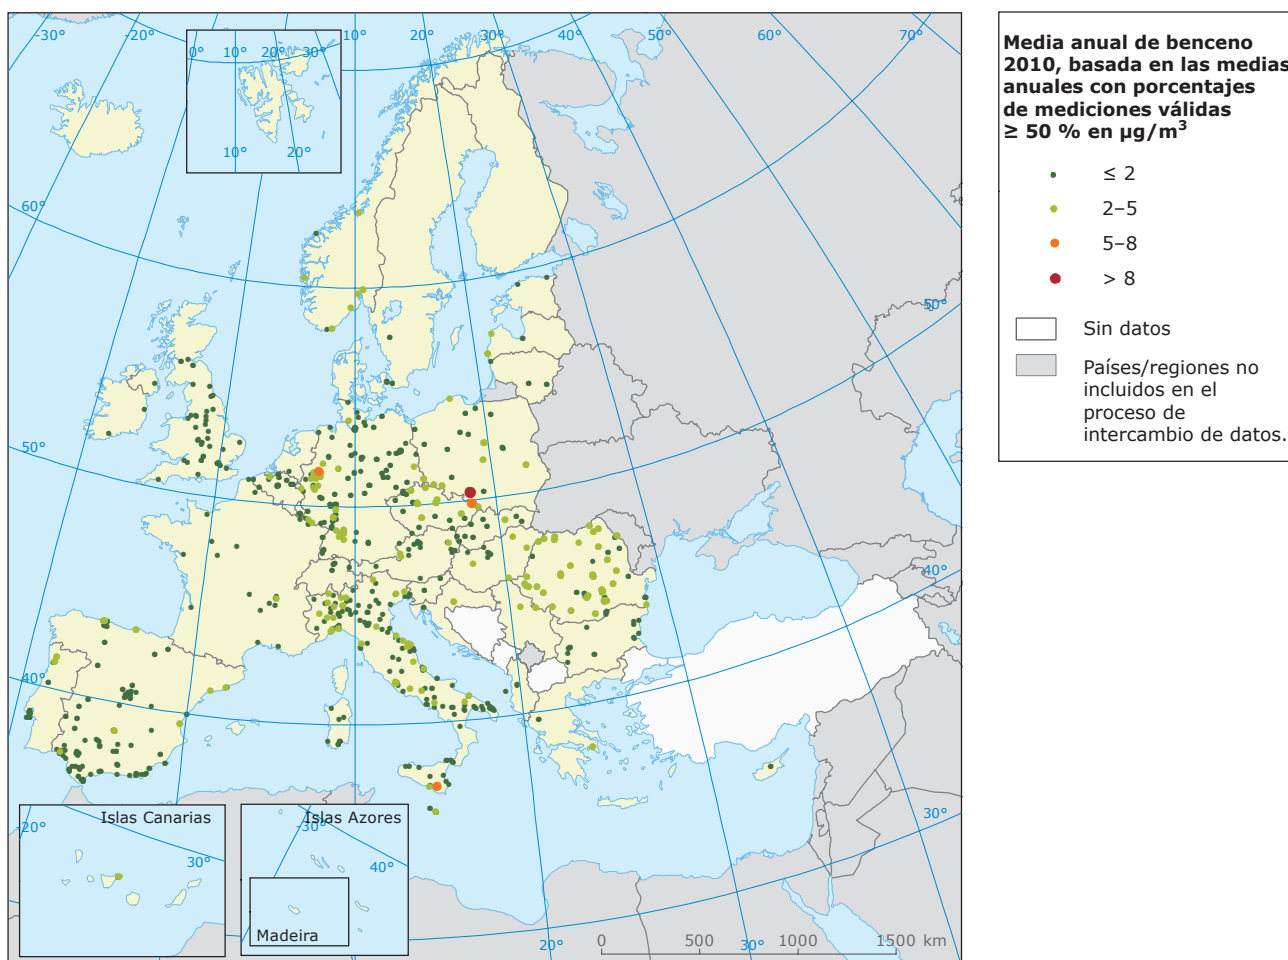 -30°
-20°
0°
10°
20°
30°
10°
20°
30°
40°
50°
60°
70°
10°
20°
60°
50°
50°
40°
40°
30°
20°
30°
Islas Canarias
-20°
30°
Islas Azores
-30°
40°
Madeira
0 500 1000 1500 km
Media anual de benceno
2010, basada en las medias
anuales con porcentajes
de mediciones válidas
≥ 50 % en µg/m³
≤ 2
2–5
5–8
> 8
Sin datos
Países/regiones no
incluidos en el
proceso de
intercambio de datos.